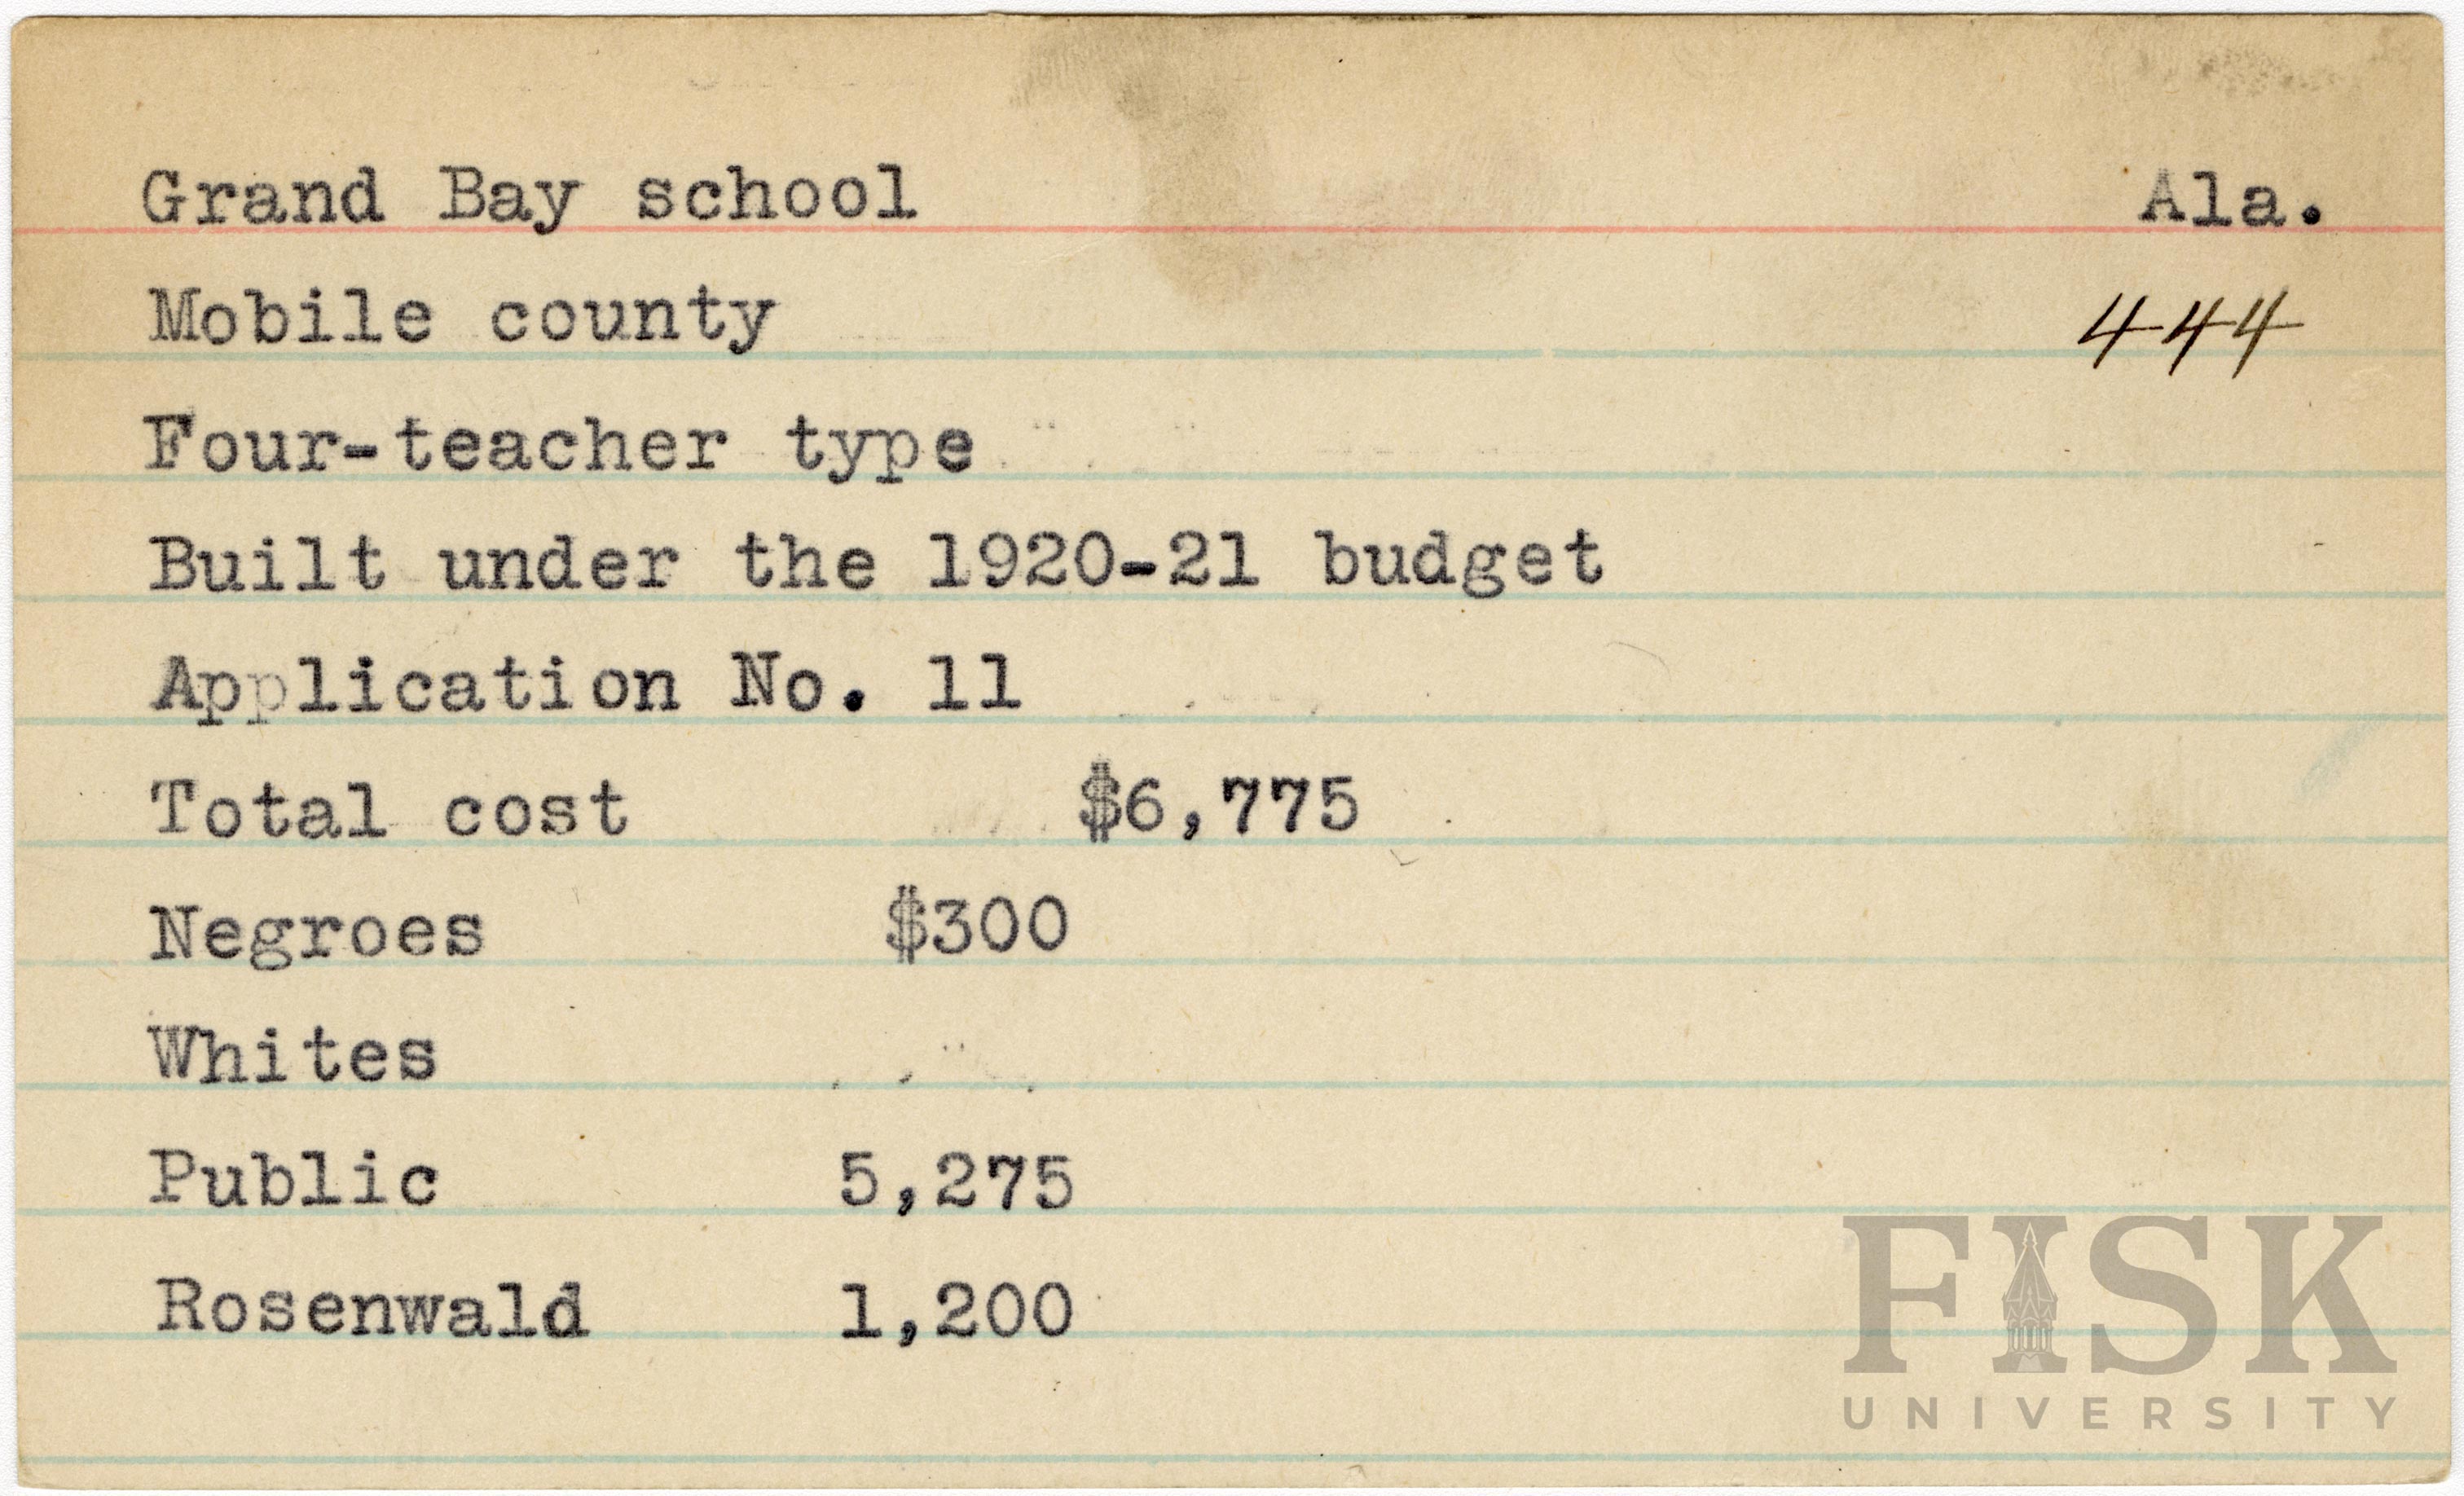 Grand Bay school Ala.
Mobile county 444
Four-teacher type
Built under the 1920-21 budget
Application No. 11
Total cost $6,775
Negroes $300
Whites
Public 5,275
Rosenwald 1,200
FISK
UNIVERSITY